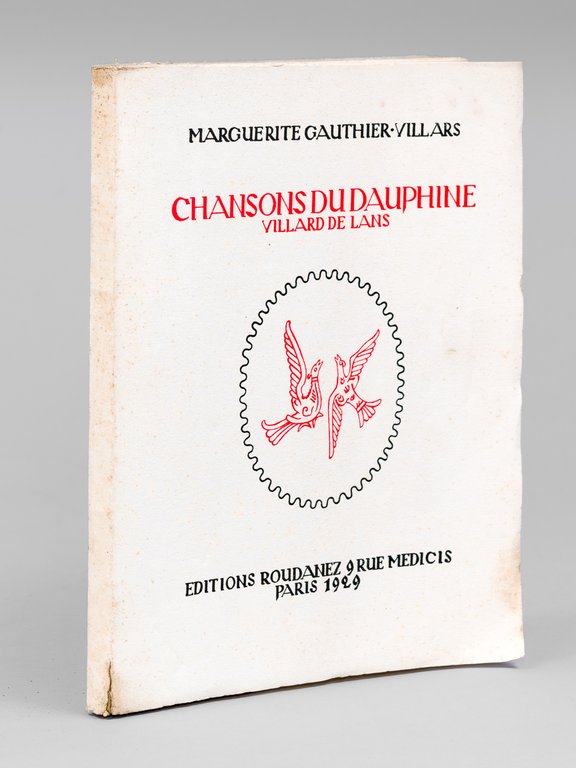 MARGUERITE GAUTHIER·VILLARS
CHANSONS DU DAUPHINE
VILLARD DE LANS
EDITIONS ROUDANEZ 9 RUE MEDICIS
PARIS 1929